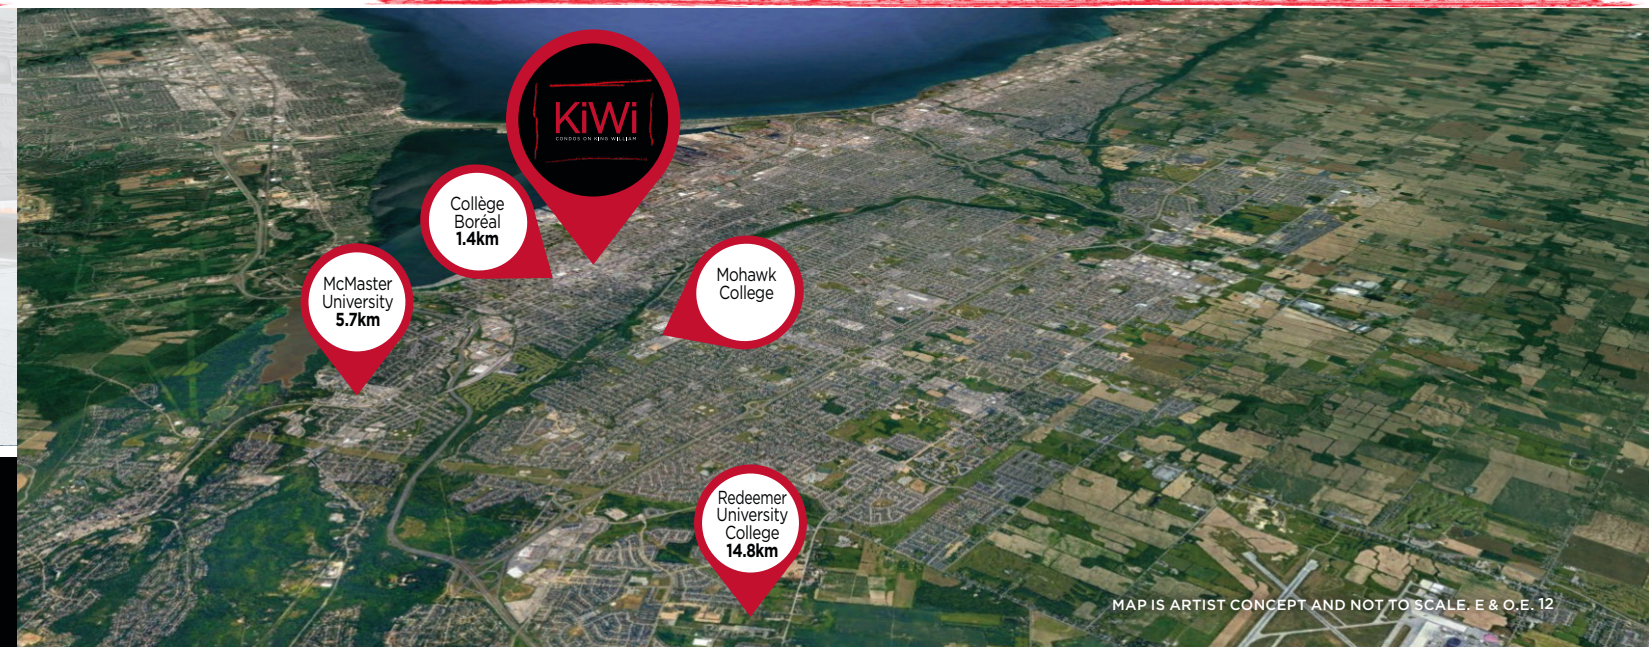 KiWi
CONDOS ON KING WILLIAM
Collège
Boréal
1.4km
McMaster
University
5.7km
Mohawk
College
Redeemer
University
College
14.8km
MAP IS ARTIST CONCEPT AND NOT TO SCALE. E & O.E. 12